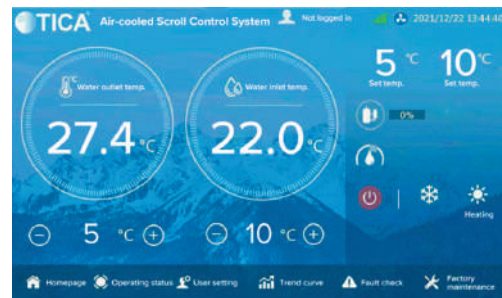 TICA Air-cooled Scroll Control System Not logged in 2021/12/22 13:44:40
Water outlet temp.
27.4 °C
Water inlet temp.
22.0 °C
5 °C 10 °C
Set temp. Set temp.
0%
Heating
5 °C 10 °C
Homepage Operating status User setting Trend curve Fault check Factory maintenance